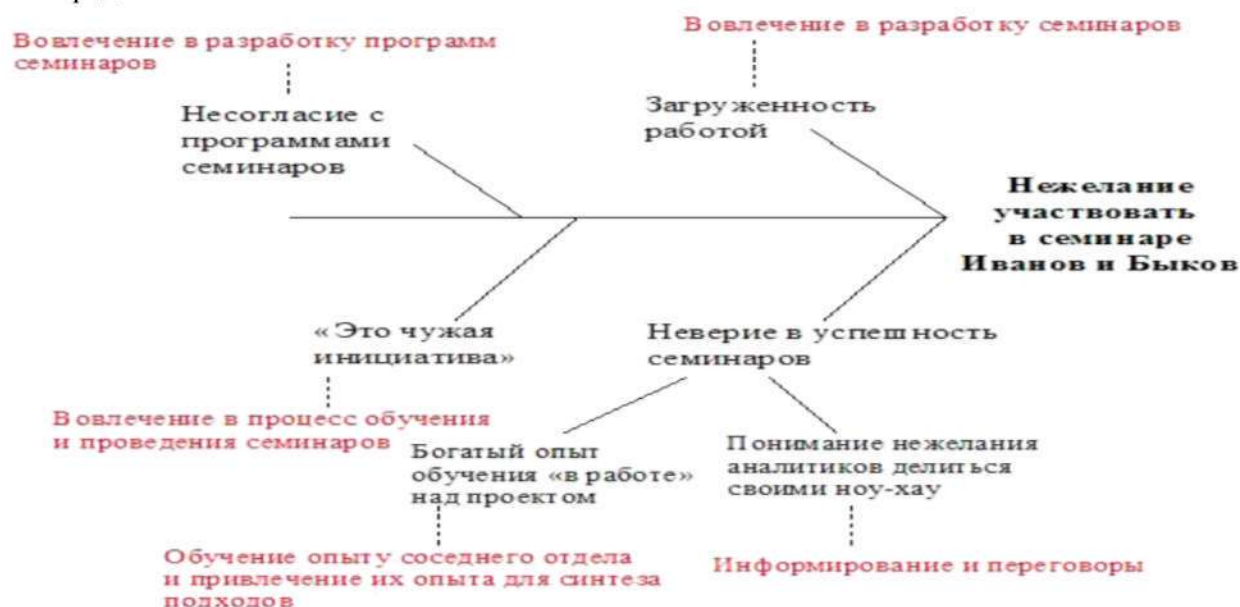 Вовлечение в разработку программ
семинаров
Вовлечение в разработку семинаров
Несогласие с
программами
семинаров
Загруженность
работой
Нежелание
участвовать
в семинаре
Иванов и Быков
«Это чужая
инициатива»
Неверие в успешность
семинаров
Вовлечение в процесс обучения
и проведения семинаров
Богатый опыт
обучения «в работе»
над проектом
Понимание нежелания
аналитиков делиться
своими ноу-хау
Обучение опыту соседнего отдела
и привлечение их опыта для синтеза
подходов
Информирование и переговоры